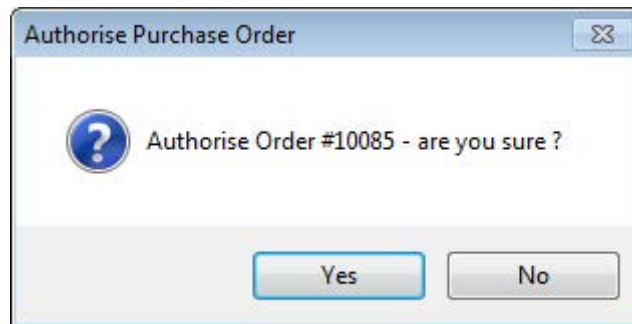 Authorise Purchase Order
Authorise Order #10085 - are you sure ?
Yes
No